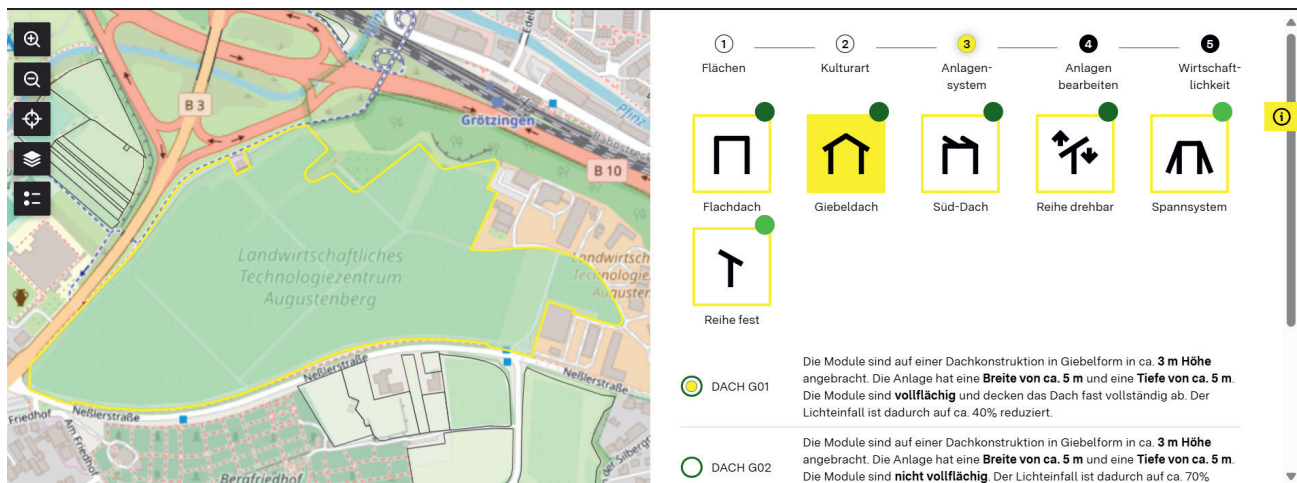 B 3
Grötzingen
Pfinz
B 10
Landwirtschaftliches
Technologiezentrum
Augustenberg
Neßlerstraße
Neßlerstraße
Neßlerstraße
Friedhof
Am Friedhof
Bergfriedhof
1
2
3
4
5
Flächen
Kulturart
Anlagen-
system
Anlagen
bearbeiten
Wirtschaft-
lichkeit
i
Flachdach
Giebeldach
Süd-Dach
Reihe drehbar
Spannsystem
Reihe fest
DACH G01
Die Module sind auf einer Dachkonstruktion in Giebelform in ca. 3 m Höhe
angebracht. Die Anlage hat eine Breite von ca. 5 m und eine Tiefe von ca. 5 m.
Die Module sind vollflächig und decken das Dach fast vollständig ab. Der
Lichteinfall ist dadurch auf ca. 40% reduziert.
DACH G02
Die Module sind auf einer Dachkonstruktion in Giebelform in ca. 3 m Höhe
angebracht. Die Anlage hat eine Breite von ca. 5 m und eine Tiefe von ca. 5 m.
Die Module sind nicht vollflächig. Der Lichteinfall ist dadurch auf ca. 70%